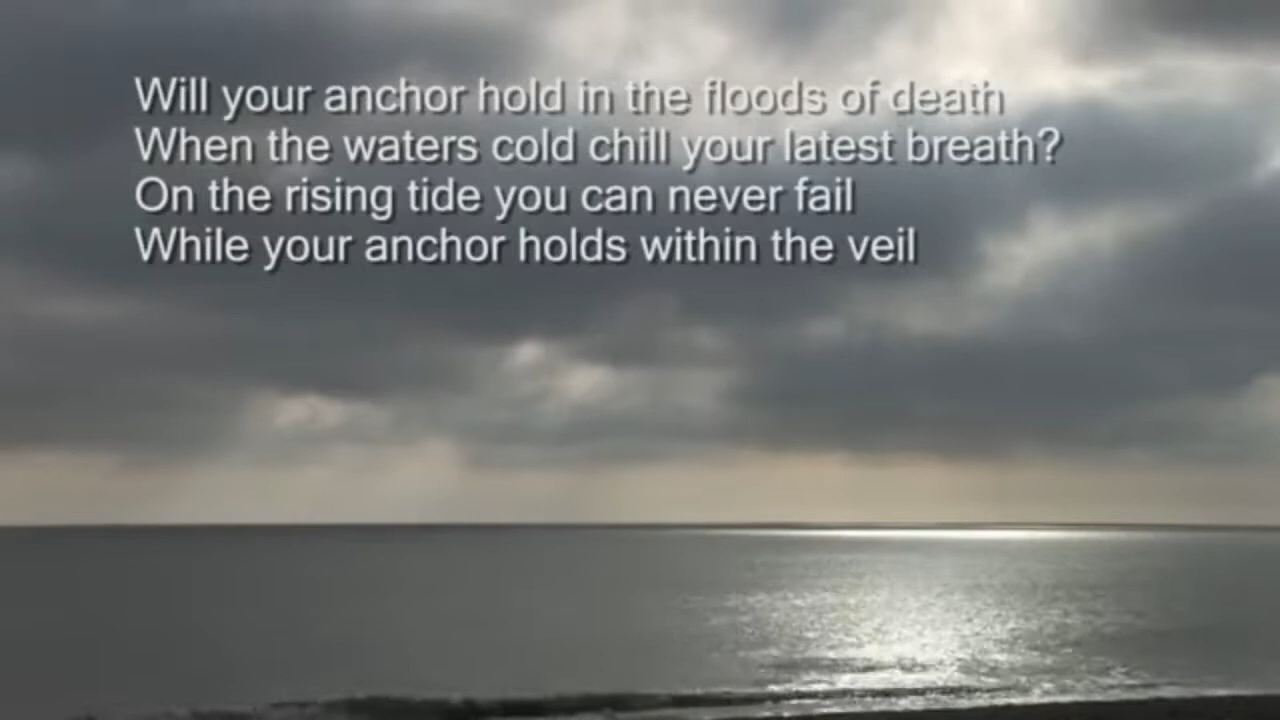 Will your anchor hold in the floods of death
When the waters cold chill your latest breath?
On the rising tide you can never fail
While your anchor holds within the veil